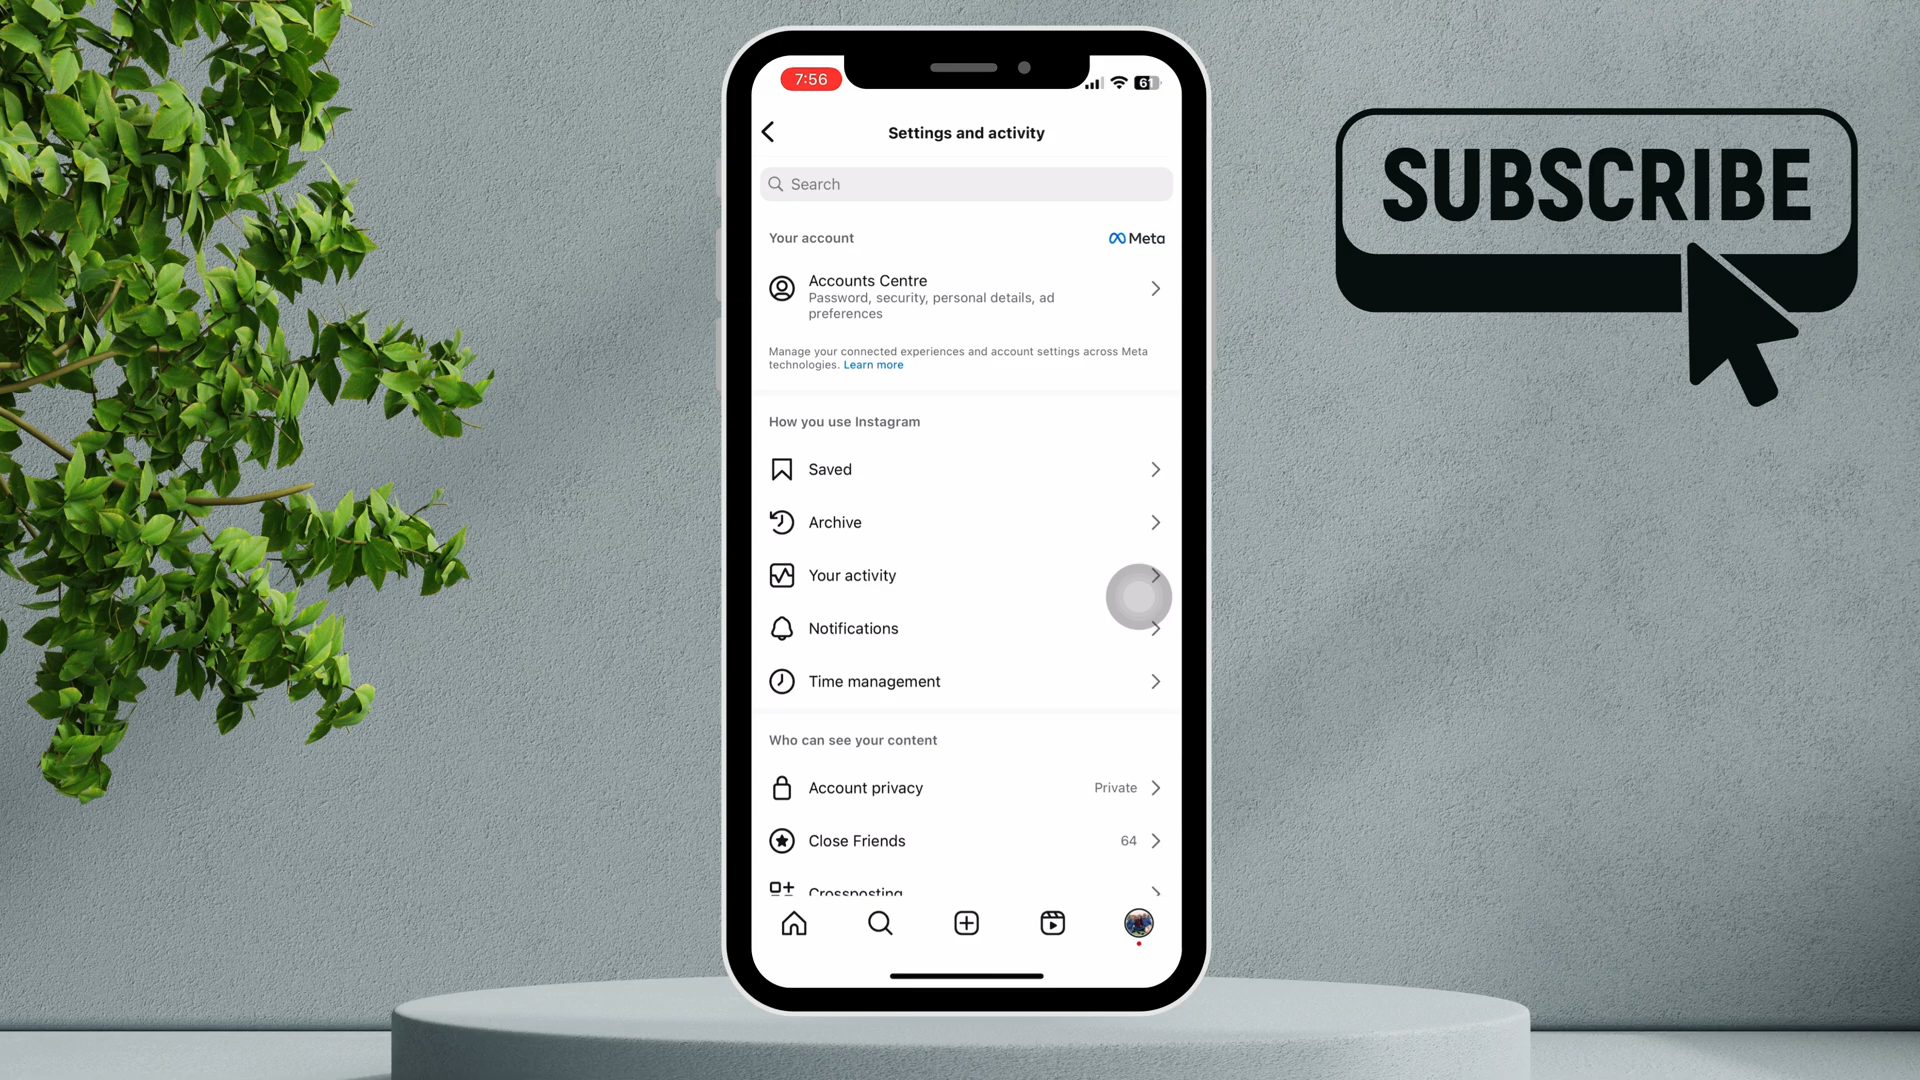 7:56
61
Settings and activity
Search
Your account
Meta
Accounts Centre
Password, security, personal details, ad
preferences
Manage your connected experiences and account settings across Meta
technologies. Learn more
How you use Instagram
Saved
Archive
Your activity
Notifications
Time management
Who can see your content
Account privacy
Private
Close Friends
64
Crossposting
SUBSCRIBE